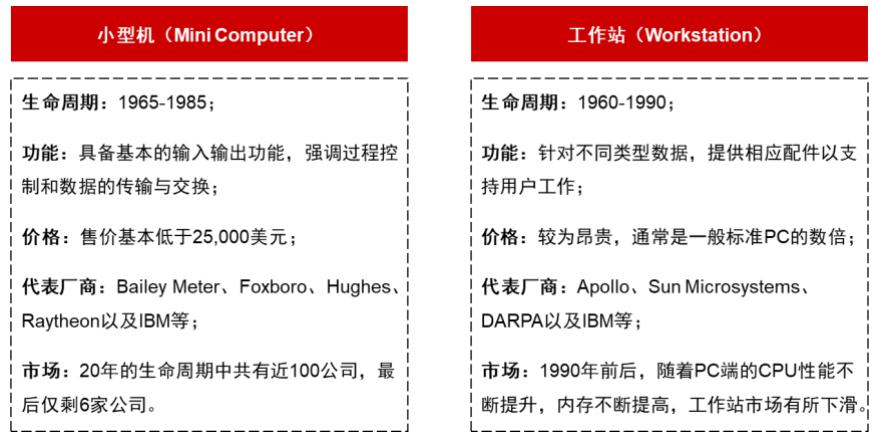 小型机（Mini Computer）
生命周期：1965-1985；
功能：具备基本的输入输出功能，强调过程控
制和数据的传输与交换；
价格：售价基本低于25,000美元；
代表厂商：Bailey Meter、Foxboro、Hughes、
Raytheon以及IBM等；
市场：20年的生命周期中共有近100公司，最
后仅剩6家公司。
工作站（Workstation）
生命周期：1960-1990；
功能：针对不同类型数据，提供相应配件以支
持用户工作；
价格：较为昂贵，通常是一般标准PC的数倍；
代表厂商：Apollo、Sun Microsystems、
DARPA以及IBM等；
市场：1990年前后，随着PC端的CPU性能不
断提升，内存不断提高，工作站市场有所下滑。